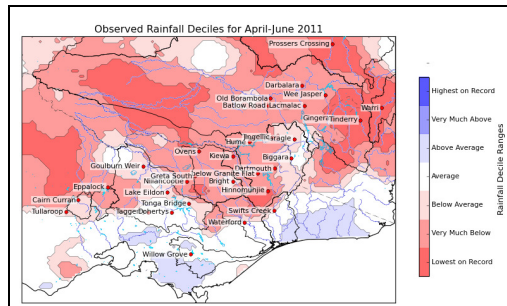 Observed Rainfall Deciles for April-June 2011
Prossers Crossing
Darbalara
Wee Jasper
Old Borambola
Batlow Road
Lacmalac
Warri
Tinderry
Ovens
Kiewa
Biggara
Goulburn Weir
Dartmouth
Greta South
Below Granite Flat
Bright
Eppalock
Lake Eildon
Hinnomunjie
Cairn Curran
Tullaroop
Tonga Bridge
Swifts Creek
Waterford
Willow Grove
Highest on Record
Very Much Above
Above Average
Average
Below Average
Very Much Below
Lowest on Record
Rainfall Decile Ranges